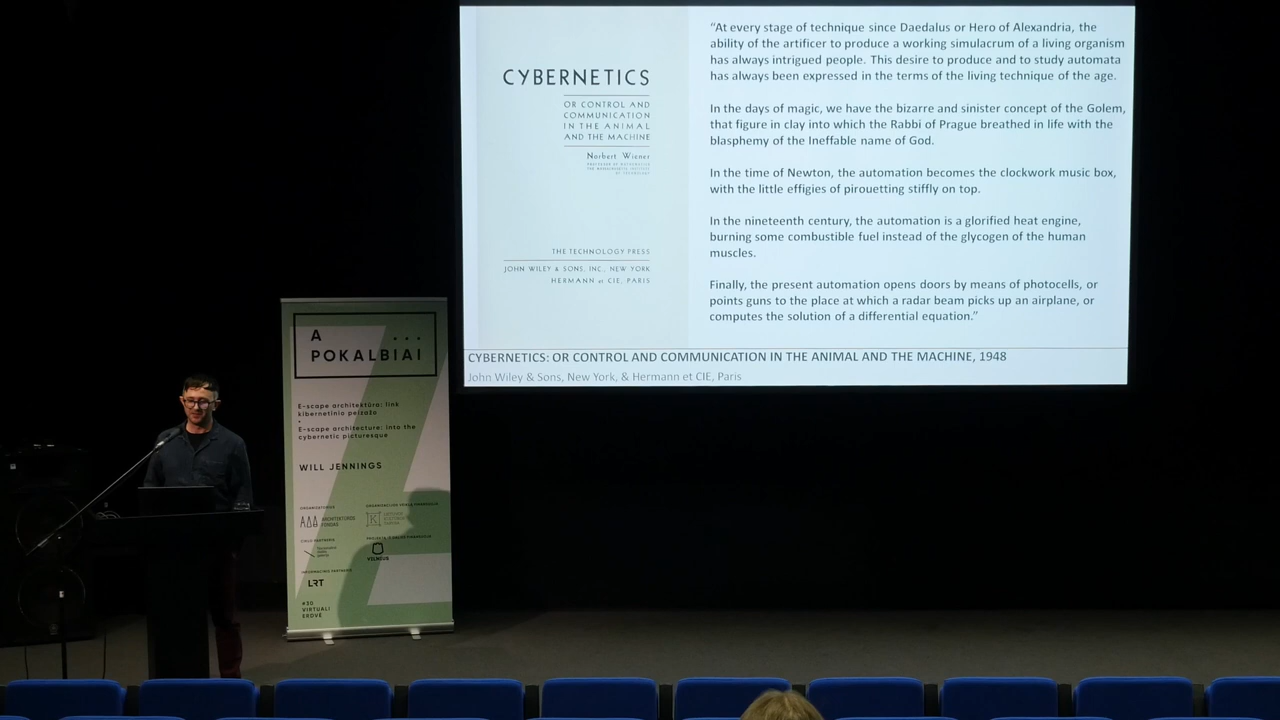 CYBERNETICS
OR CONTROL AND
COMMUNICATION
IN THE ANIMAL
AND THE MACHINE
Norbert Wiener
THE TECHNOLOGY PRESS
JOHN WILEY & SONS, INC., NEW YORK
HERMANN et CIE, PARIS
“At every stage of technique since Daedalus or Hero of Alexandria, the
ability of the artificer to produce a working simulacrum of a living organism
has always intrigued people. This desire to produce and to study automata
has always been expressed in the terms of the living technique of the age.
In the days of magic, we have the bizarre and sinister concept of the Golem,
that figure in clay into which the Rabbi of Prague breathed in life with the
blasphemy of the Ineffable name of God.
In the time of Newton, the automation becomes the clockwork music box,
with the little effigies of pirouetting stiffly on top.
In the nineteenth century, the automation is a glorified heat engine,
burning some combustible fuel instead of the glycogen of the human
muscles.
Finally, the present automation opens doors by means of photocells, or
points guns to the place at which a radar beam picks up an airplane, or
computes the solution of a differential equation.”
CYBERNETICS: OR CONTROL AND COMMUNICATION IN THE ANIMAL AND THE MACHINE, 1948
John Wiley & Sons, New York, & Hermann et CIE, Paris
A ...
POKALBIAI
E-scape architektūra: link
kibernetinio peizažo
E-scape architecture: into the
cybernetic picturesque
WILL JENNINGS
ARCHITEKTŪROS
FONDAS
VILNIUS
LRT
#3D
VIRTUALI
ERDVĖ